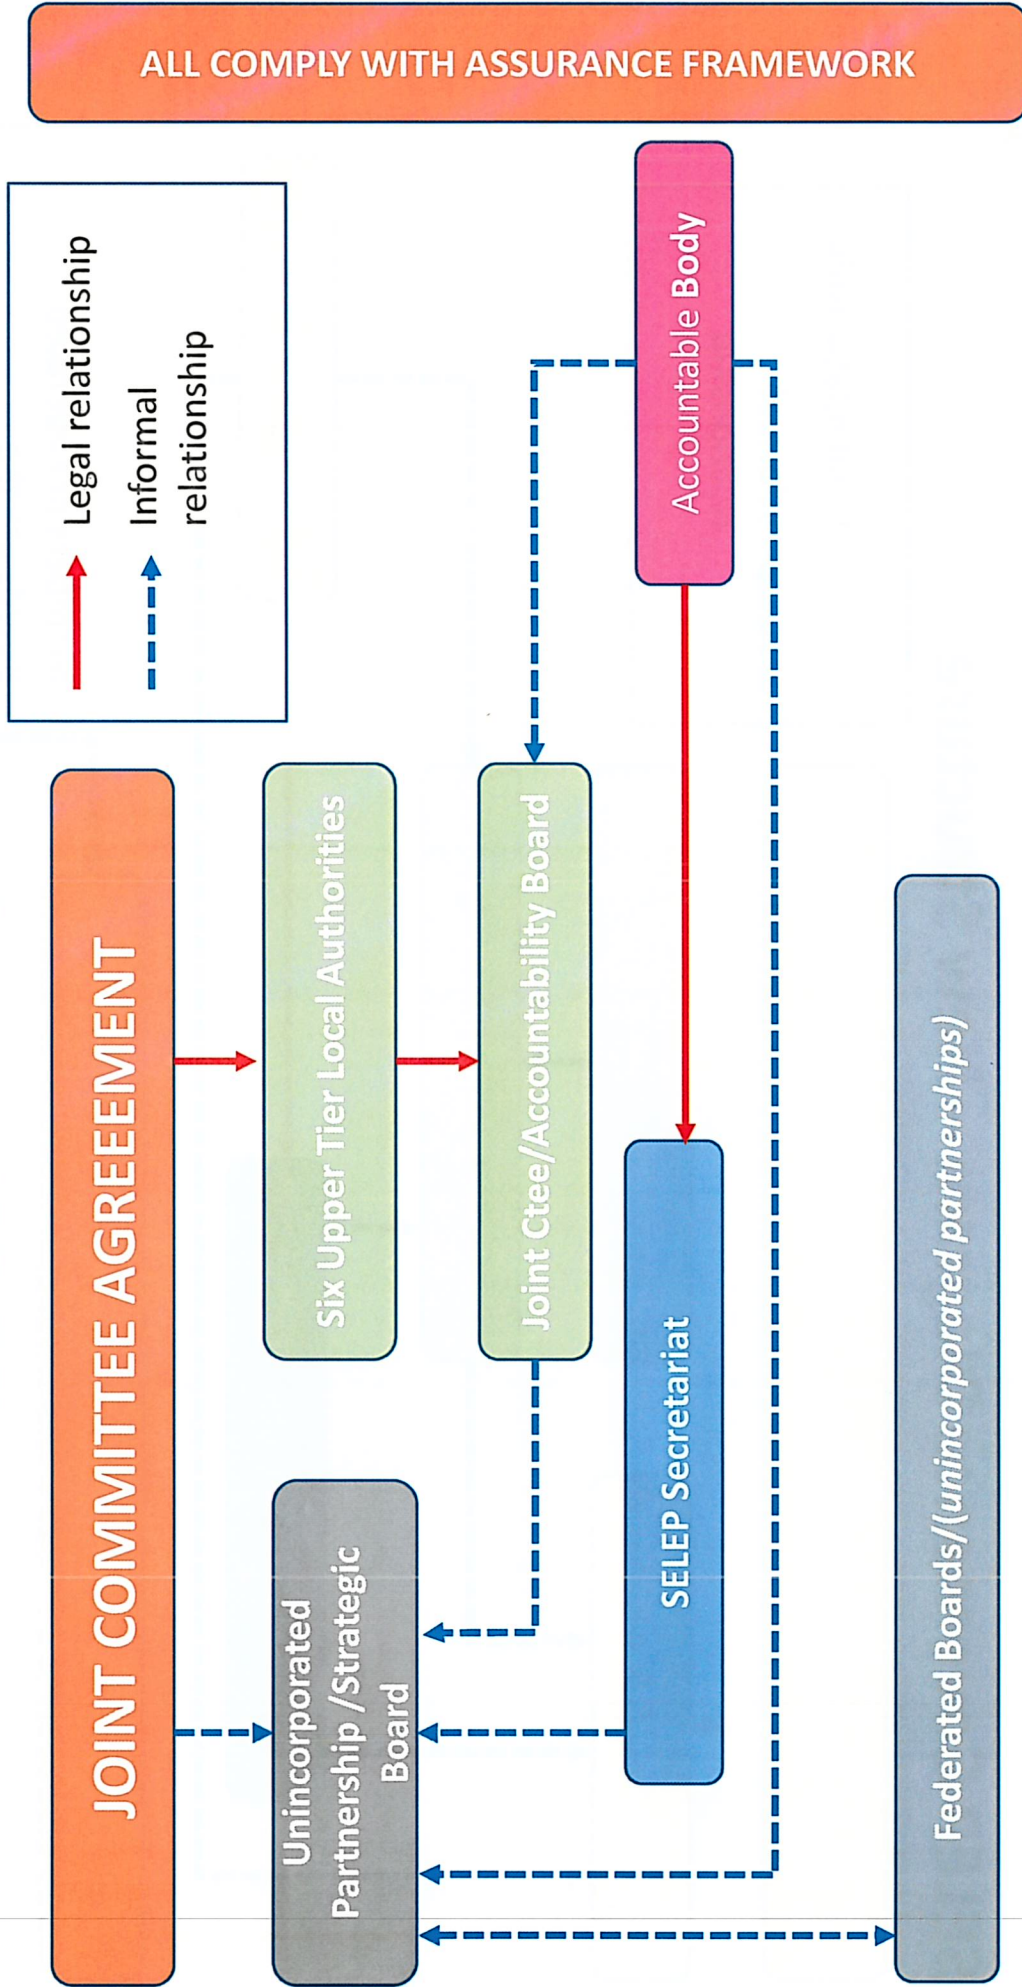 ALL COMPLY WITH ASSURANCE FRAMEWORK
JOINT COMMITTEE AGREEEMENT
Legal relationship
Informal
relationship
Six Upper Tier Local Authorities
Unincorporated
Partnership /Strategic
Board
Joint Ctee/Accountability Board
Accountable Body
SELEP Secretariat
Federated Boards/(unincorporated partnerships)